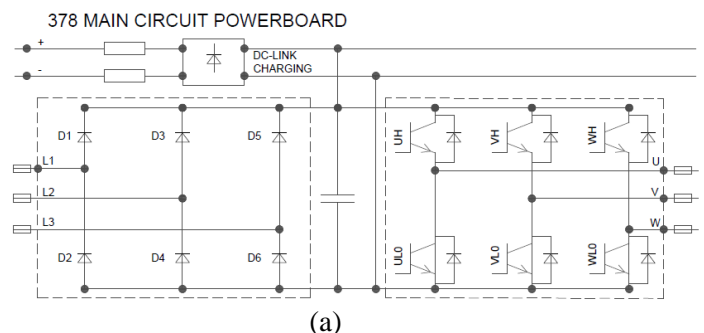 378 MAIN CIRCUIT POWERBOARD
+
-
DC-LINK
CHARGING
D1 D3 D5 UH VH WH
L1 U
L2 V
L3 W
D2 D4 D6 UL0 VL0 WL0
(a)